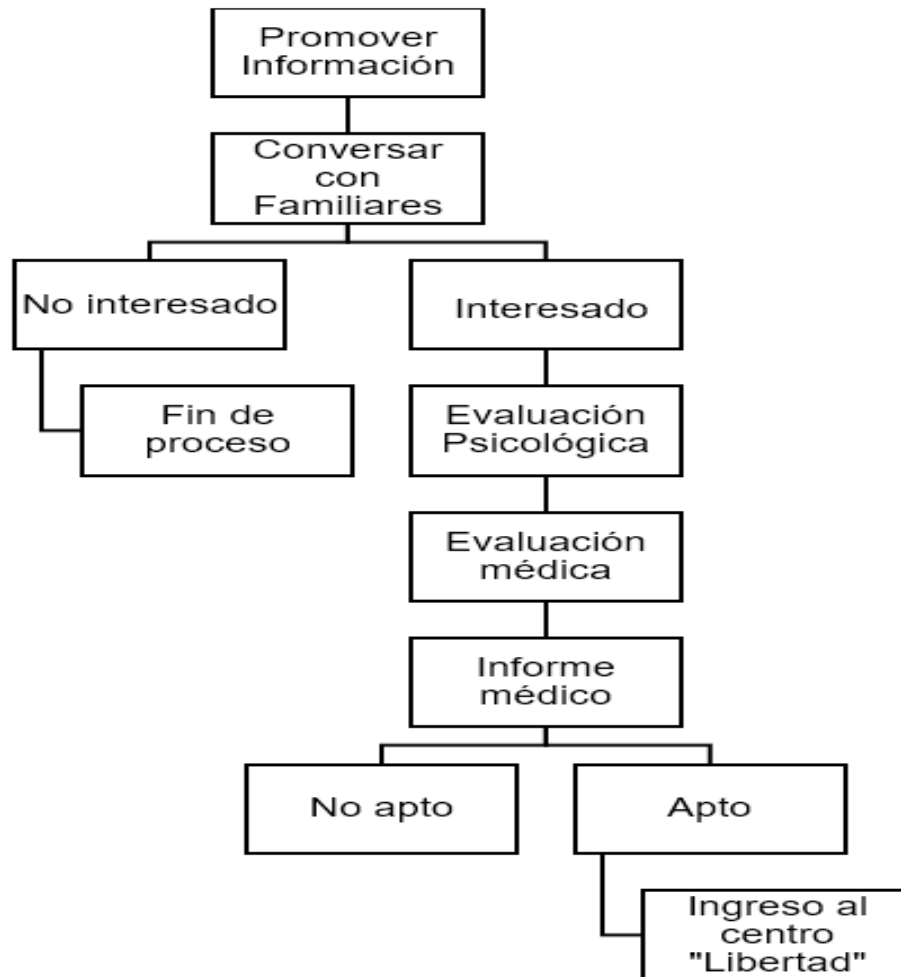 Promover
Información
Conversar
con
Familiares
No interesado
Interesado
Fin de
proceso
Evaluación
Psicológica
Evaluación
médica
Informe
médico
No apto
Apto
Ingreso al
centro
"Libertad"